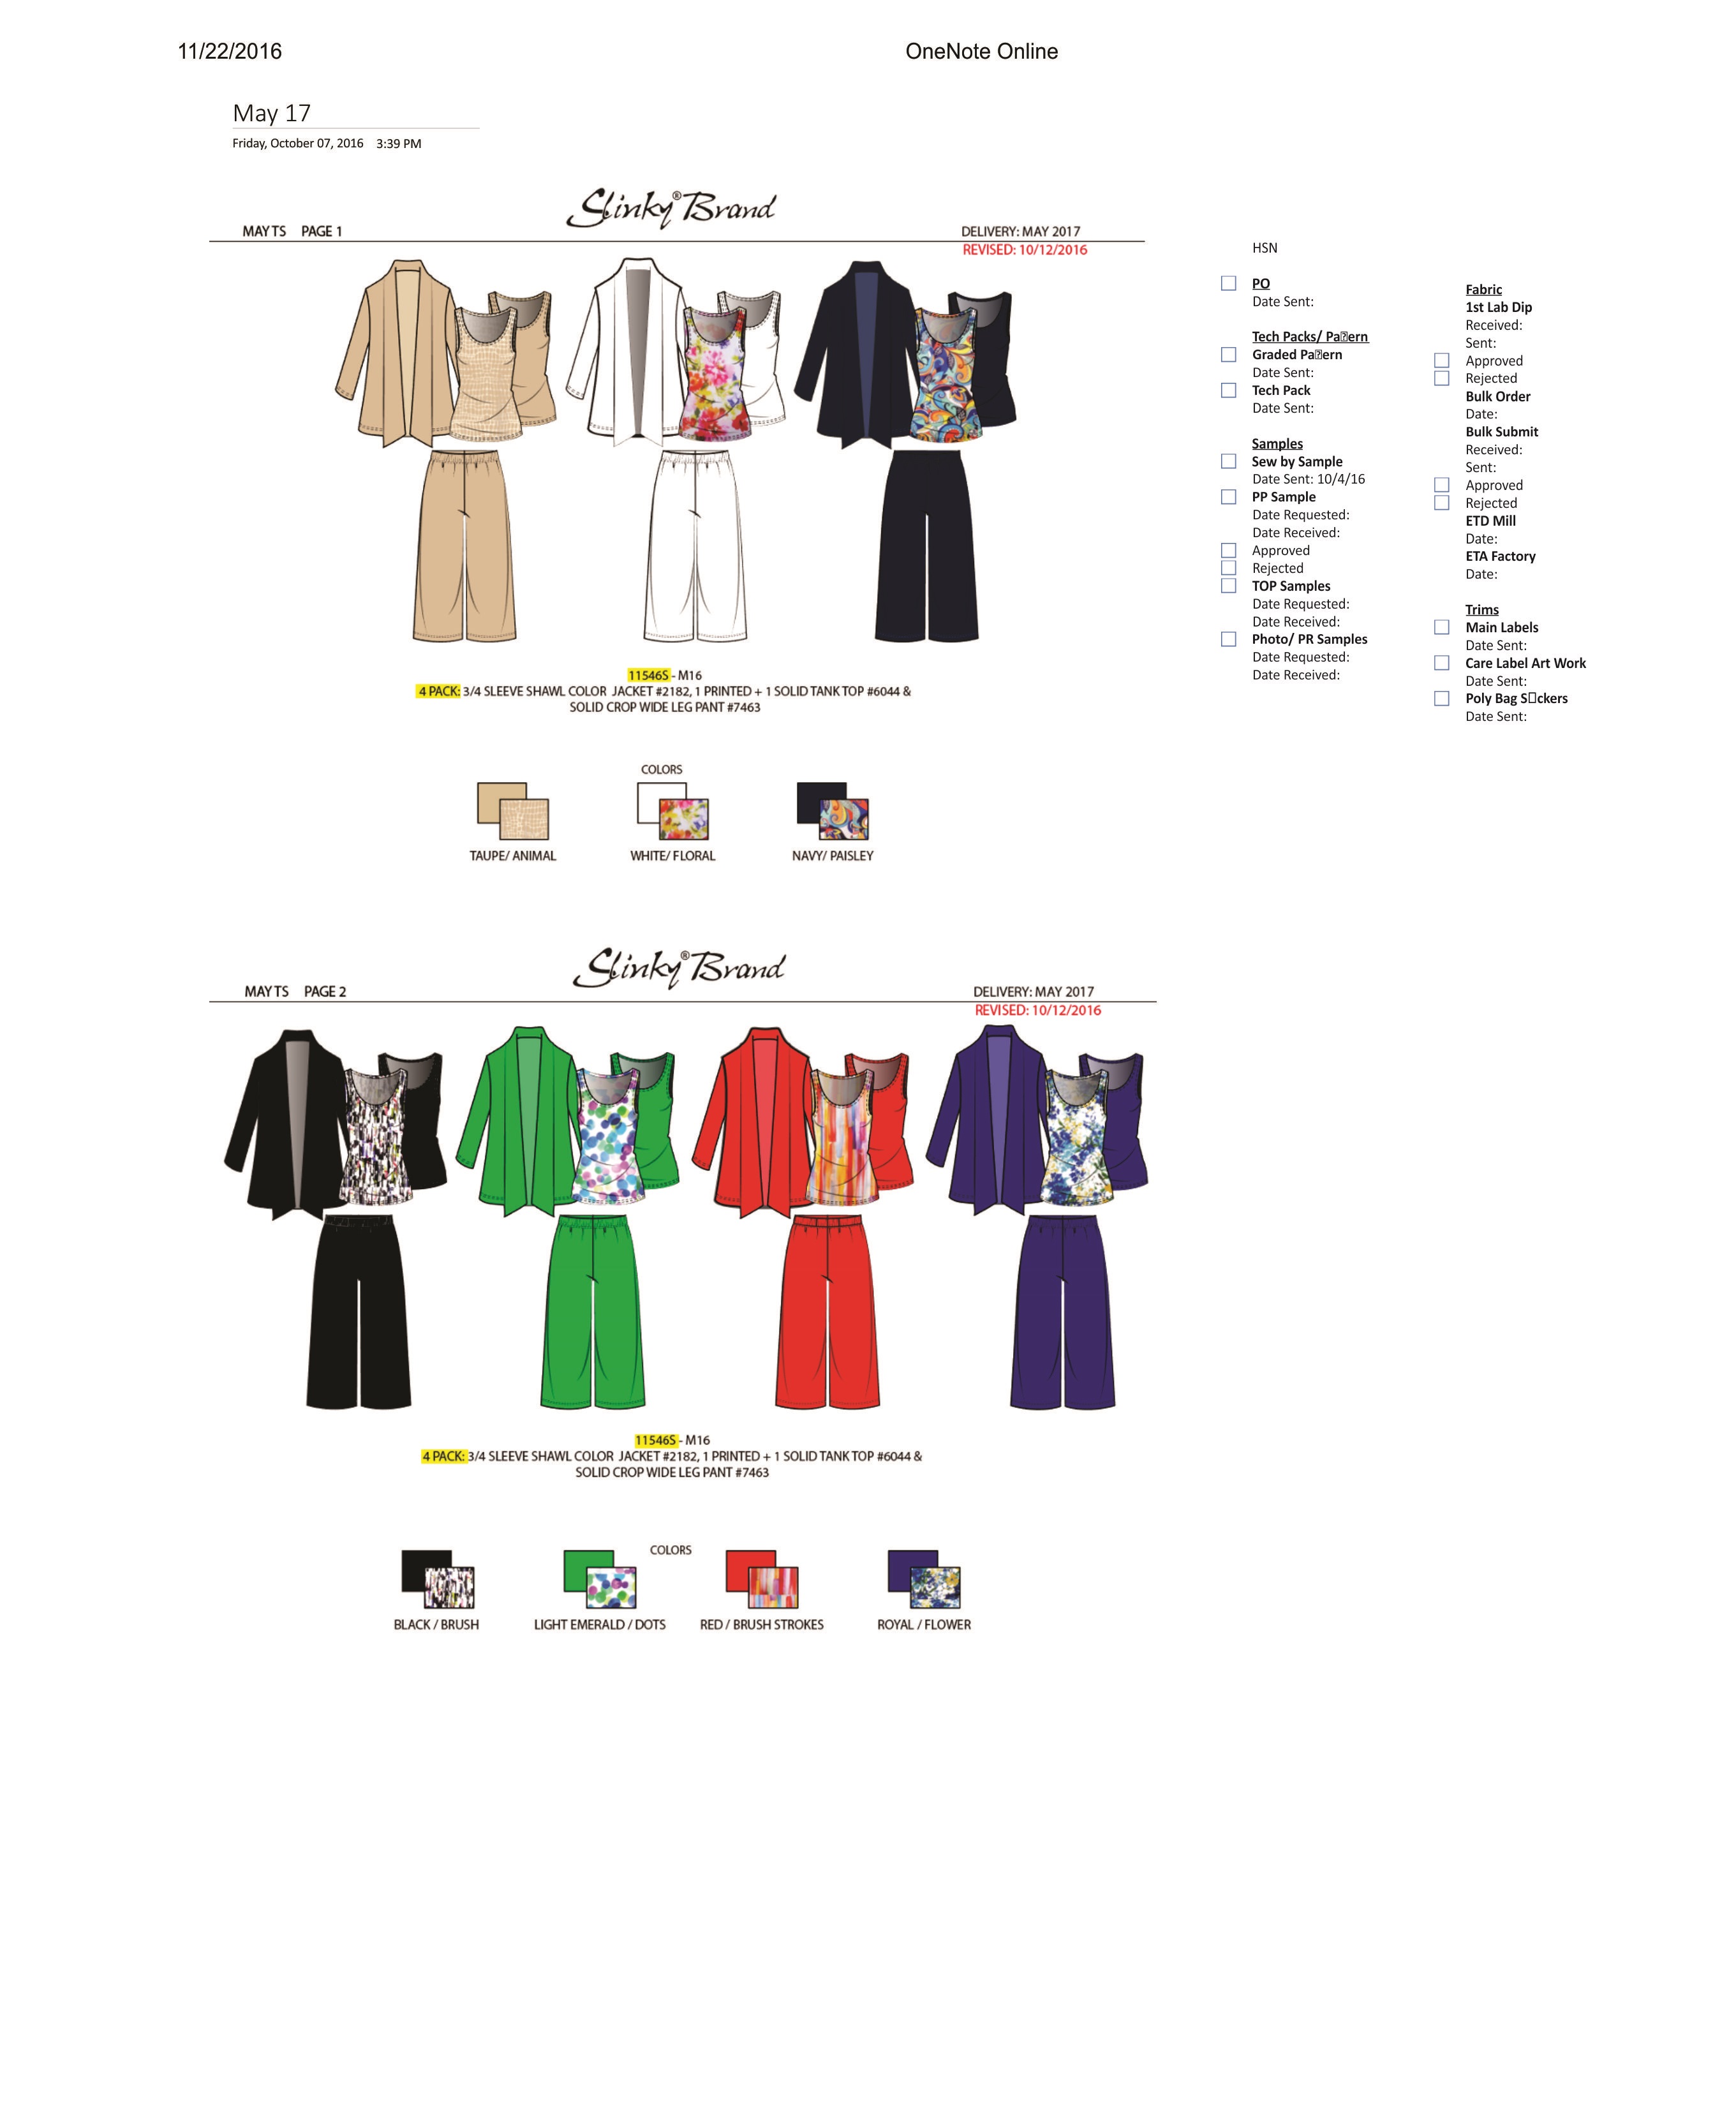 11/22/2016
OneNote Online
May 17
Friday, October 07, 2016 3:39 PM
Slinky® Brand
MAY TS PAGE 1
DELIVERY: MAY 2017
REVISED: 10/12/2016
11546S - M16
4 PACK: 3/4 SLEEVE SHAWL COLOR JACKET #2182, 1 PRINTED + 1 SOLID TANK TOP #6044 &
SOLID CROP WIDE LEG PANT #7463
COLORS
TAUPE/ ANIMAL
WHITE/ FLORAL
NAVY/ PAISLEY
HSN
PO
Date Sent:
Tech Packs/ Pa⍰ern
Graded Pa⍰ern
Date Sent:
Tech Pack
Date Sent:
Samples
Sew by Sample
Date Sent: 10/4/16
PP Sample
Date Requested:
Date Received:
Approved
Rejected
TOP Samples
Date Requested:
Date Received:
Photo/ PR Samples
Date Requested:
Date Received:
Fabric
1st Lab Dip
Received:
Sent:
Approved
Rejected
Bulk Order
Date:
Bulk Submit
Received:
Sent:
Approved
Rejected
ETD Mill
Date:
ETA Factory
Date:
Trims
Main Labels
Date Sent:
Care Label Art Work
Date Sent:
Poly Bag S□ckers
Date Sent:
Slinky® Brand
MAY TS PAGE 2
DELIVERY: MAY 2017
REVISED: 10/12/2016
11546S - M16
4 PACK: 3/4 SLEEVE SHAWL COLOR JACKET #2182, 1 PRINTED + 1 SOLID TANK TOP #6044 &
SOLID CROP WIDE LEG PANT #7463
COLORS
BLACK / BRUSH
LIGHT EMERALD / DOTS
RED / BRUSH STROKES
ROYAL / FLOWER